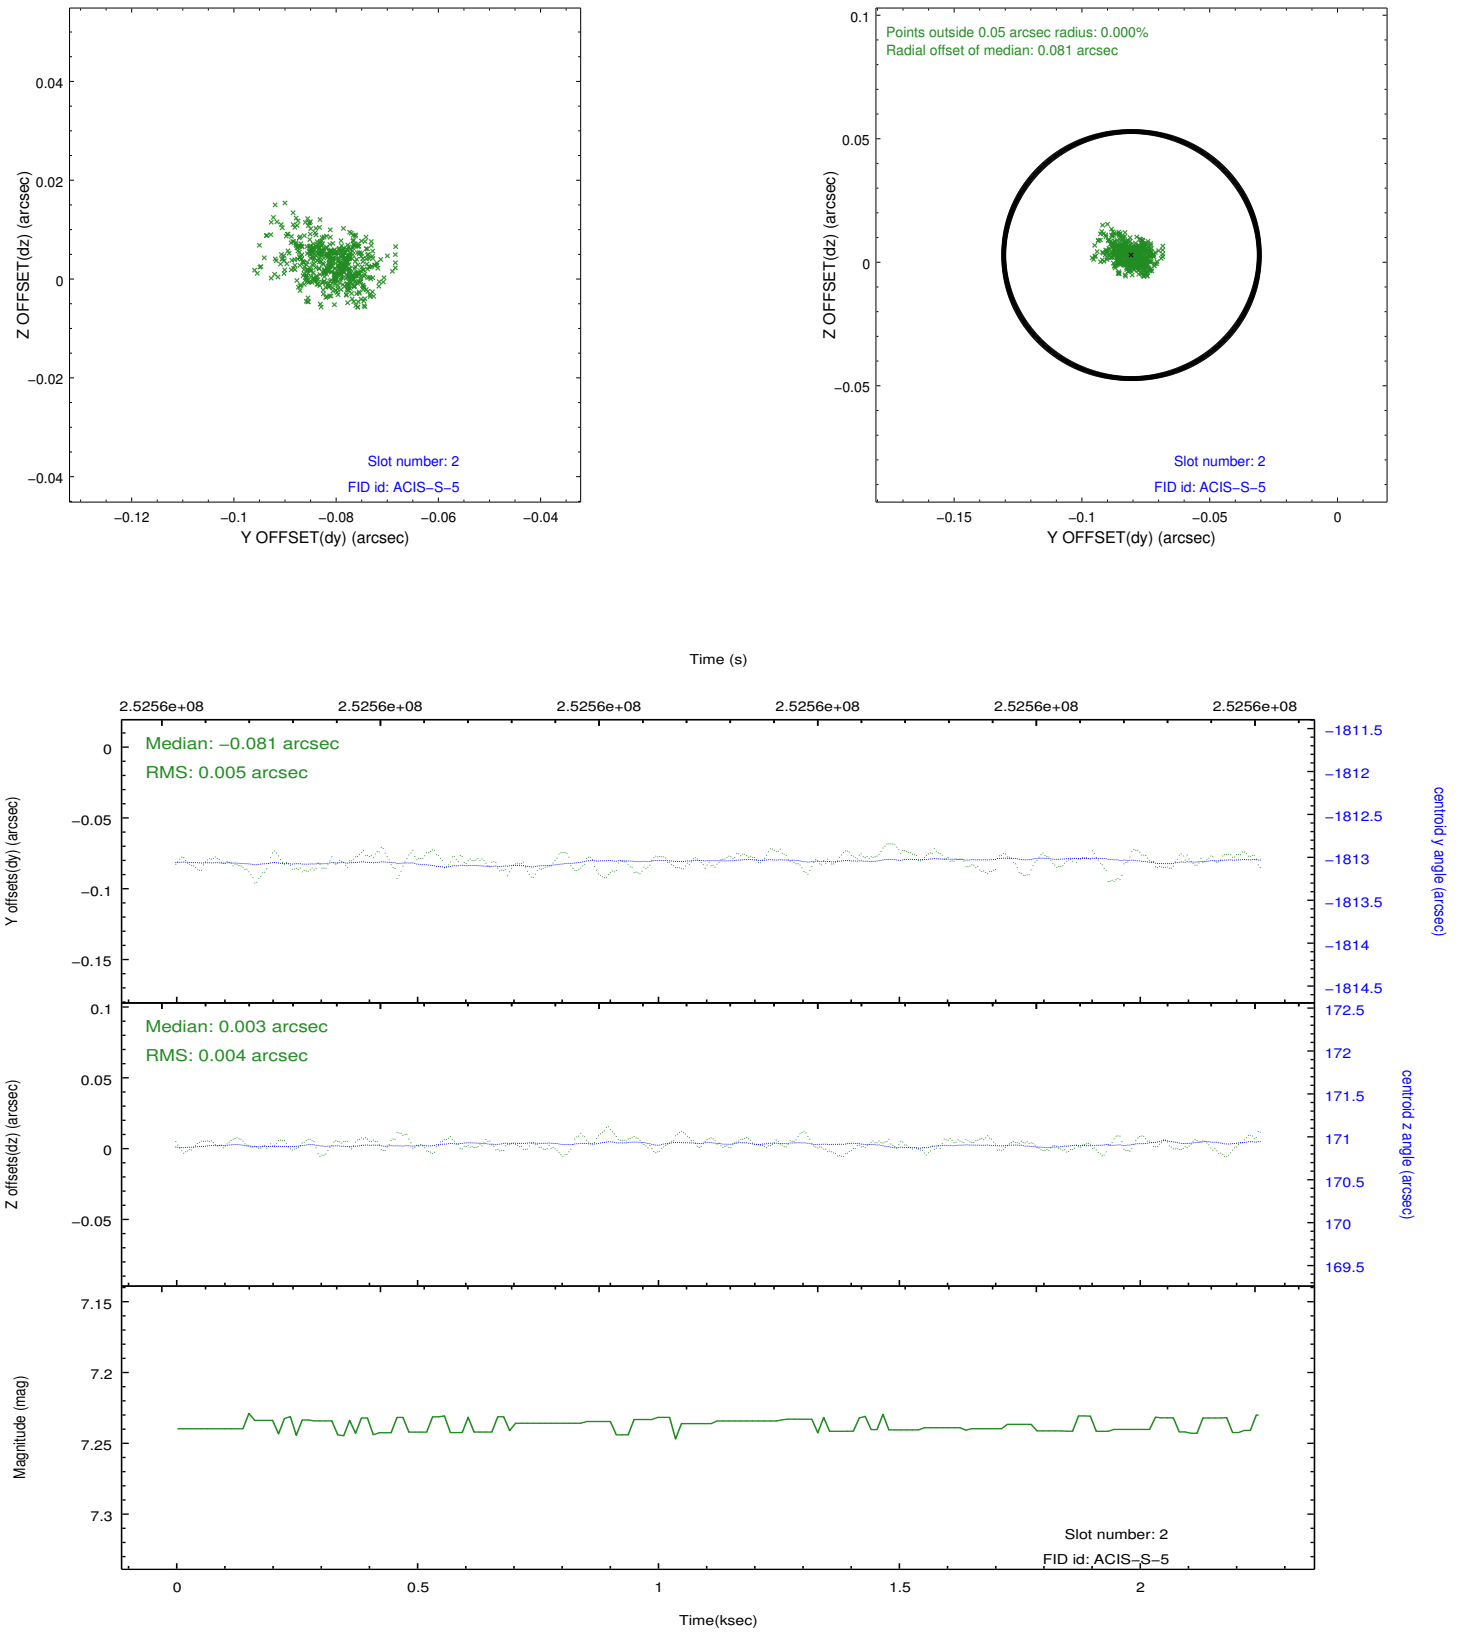 0.04
0.02
0
−0.02
−0.04
Z OFFSET(dz) (arcsec)
Slot number: 2
FID id: ACIS−S−5
−0.12
−0.1
−0.08
−0.06
−0.04
Y OFFSET(dy) (arcsec)
0.1
0.05
0
−0.05
Z OFFSET(dz) (arcsec)
Points outside 0.05 arcsec radius: 0.000%
Radial offset of median: 0.081 arcsec
Slot number: 2
FID id: ACIS−S−5
−0.15
−0.1
−0.05
0
Y OFFSET(dy) (arcsec)
Time (s)
2.5256e+08
2.5256e+08
2.5256e+08
2.5256e+08
2.5256e+08
2.5256e+08
Median: −0.081 arcsec
RMS: 0.005 arcsec
0
−0.05
−0.1
−0.15
Y offsets(dy) (arcsec)
−1811.5
−1812
−1812.5
−1813
−1813.5
−1814
−1814.5
centroid y angle (arcsec)
Median: 0.003 arcsec
RMS: 0.004 arcsec
0.1
0.05
0
−0.05
Z offsets(dz) (arcsec)
172.5
172
171.5
171
170.5
170
169.5
centroid z angle (arcsec)
7.15
7.2
7.25
7.3
Magnitude (mag)
Slot number: 2
FID id: ACIS−S−5
0
0.5
1
1.5
2
Time(ksec)